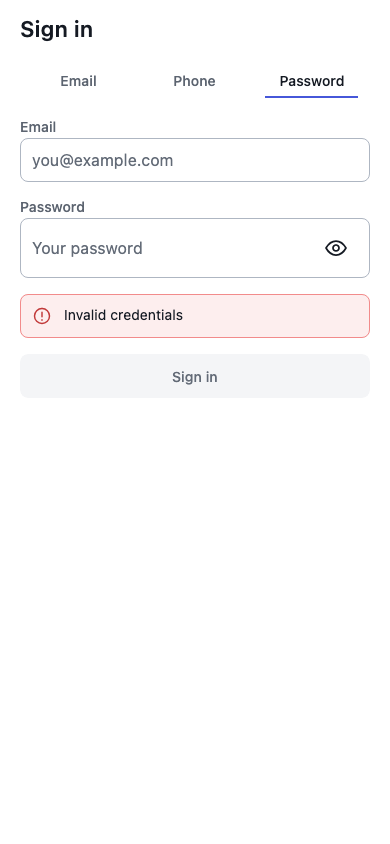 Sign in
Email
Phone
Password
Email
you@example.com
Password
Your password
Invalid credentials
Sign in